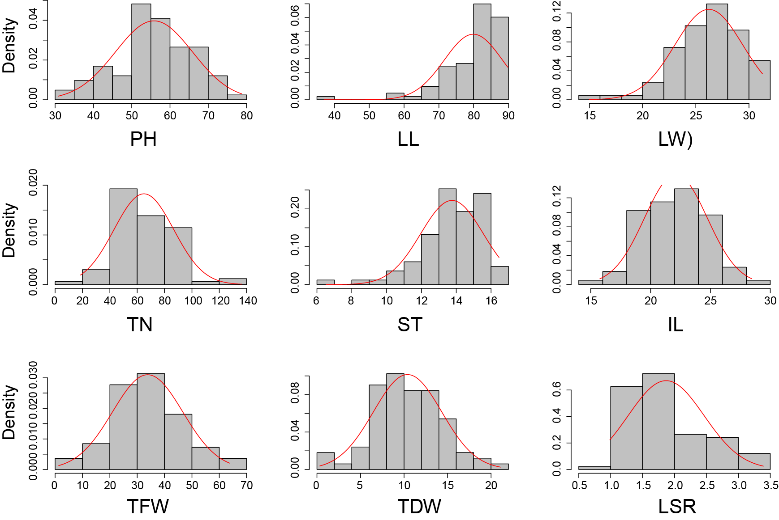 Density
0.00 0.02 0.04
30 40 50 60 70 80
PH
0.00 0.02 0.04 0.06
40 50 60 70 80 90
LL
0.00 0.04 0.08 0.12
15 20 25 30
LW)
Density
0.000 0.010 0.020
0 20 40 60 80 100 120 140
TN
0.00 0.10 0.20
6 8 10 12 14 16
ST
0.00 0.04 0.08 0.12
15 20 25 30
IL
Density
0.000 0.010 0.020 0.030
0 10 20 30 40 50 60 70
TFW
0.00 0.04 0.08
0 5 10 15 20
TDW
0.0 0.2 0.4 0.6
0.5 1.0 1.5 2.0 2.5 3.0 3.5
LSR